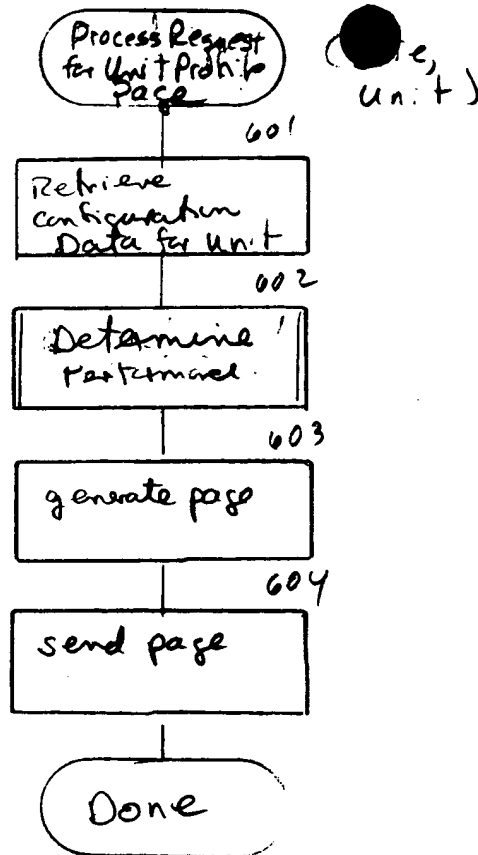 Process Request
for Unit Profile
Page
unit)
601
Retrieve
configuration
Data for unit
602
Determine
603
generate page
604
send page
Done